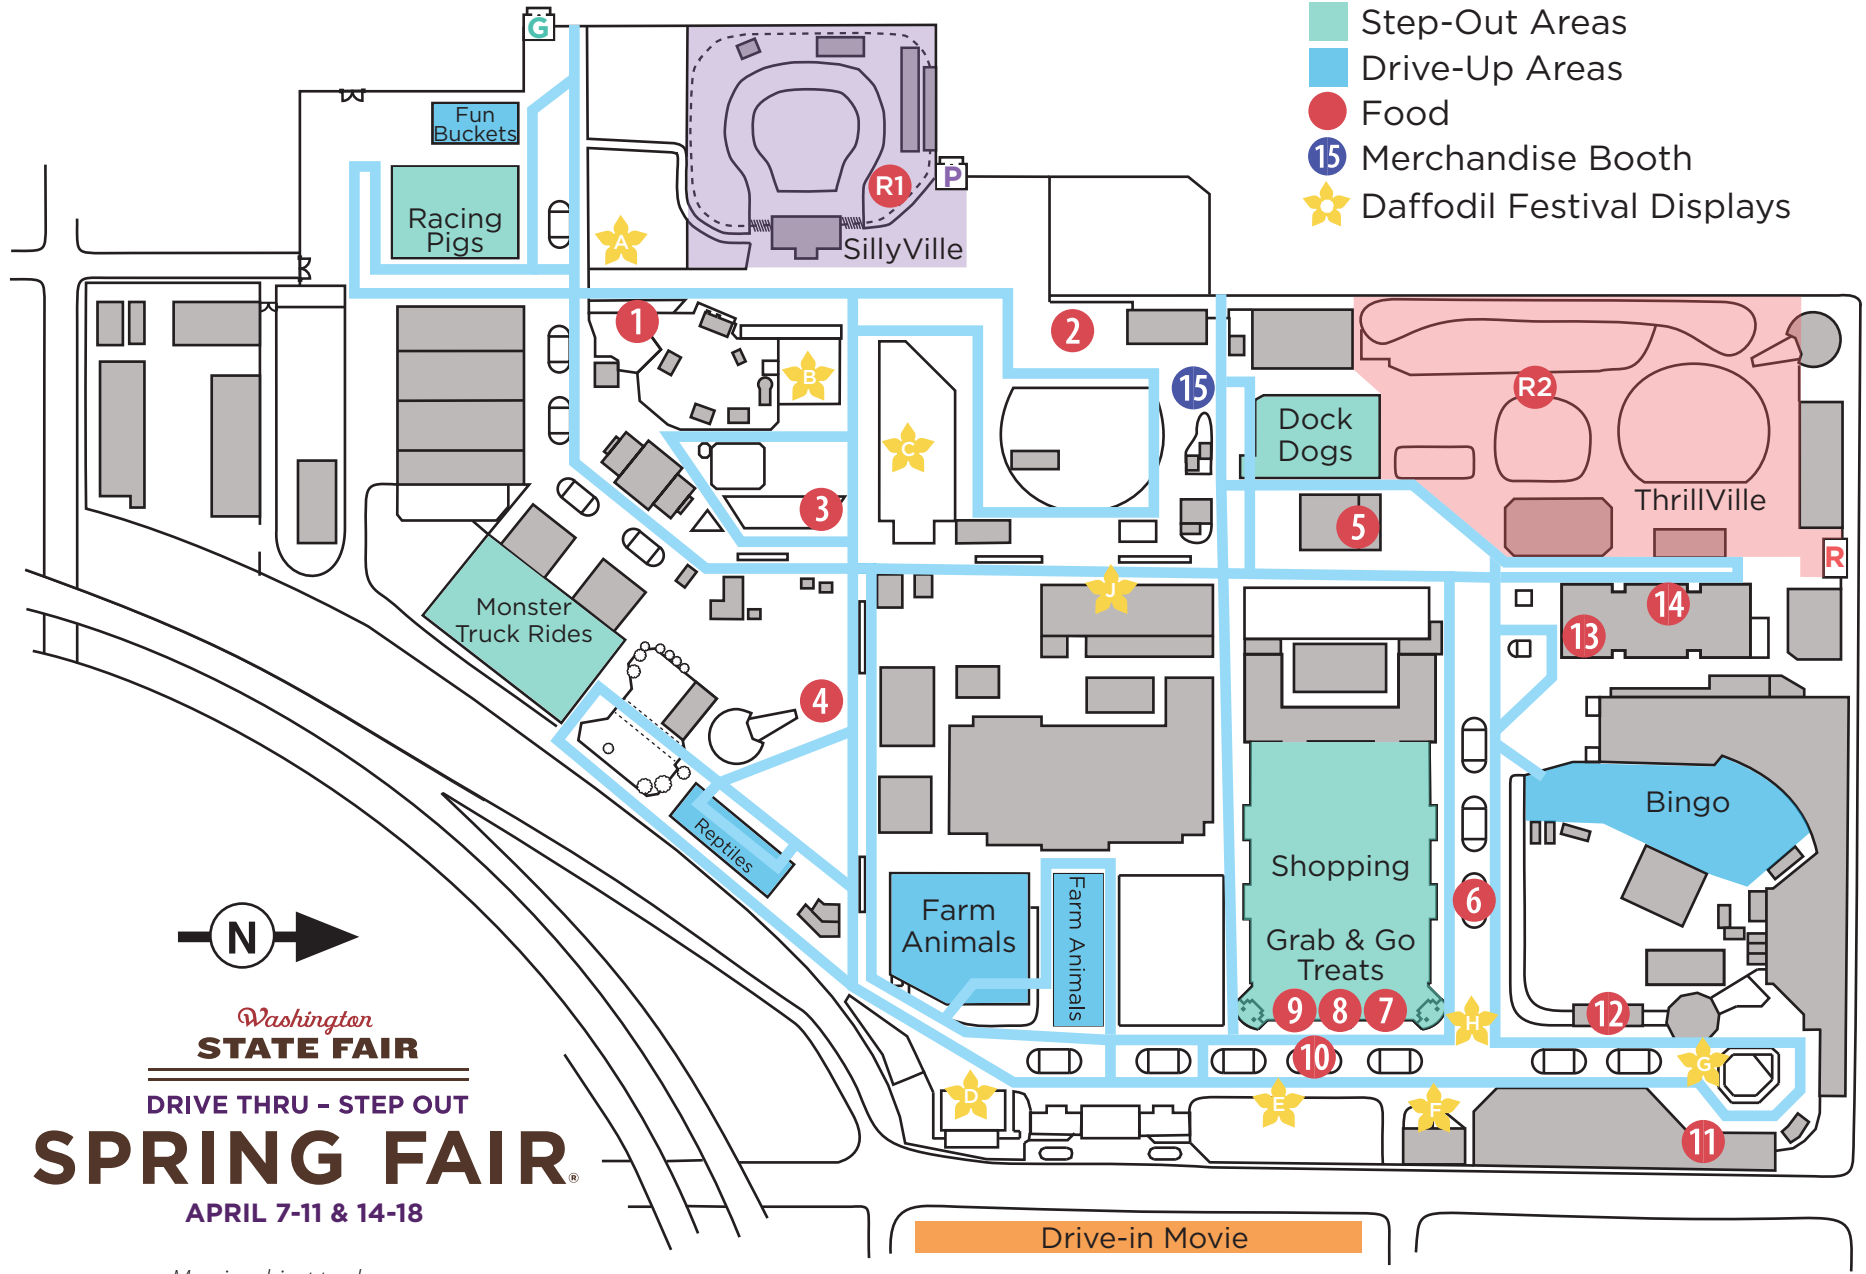 G
Step-Out Areas
Drive-Up Areas
Food
15 Merchandise Booth
Daffodil Festival Displays
Fun
Buckets
P
R1
Racing
Pigs
A
SillyVille
1
2
B
15
R2
Dock
Dogs
C
3
5
ThrillVille
R
J
Monster
Truck Rides
14
13
4
Bingo
Reptiles
Shopping
6
Farm
Animals
Farm Animals
Grab & Go
Treats
N
9
8
7
H
12
10
G
Washington
STATE FAIR
DRIVE THRU – STEP OUT
SPRING FAIR®
APRIL 7-11 & 14-18
D
E
F
11
Drive-in Movie